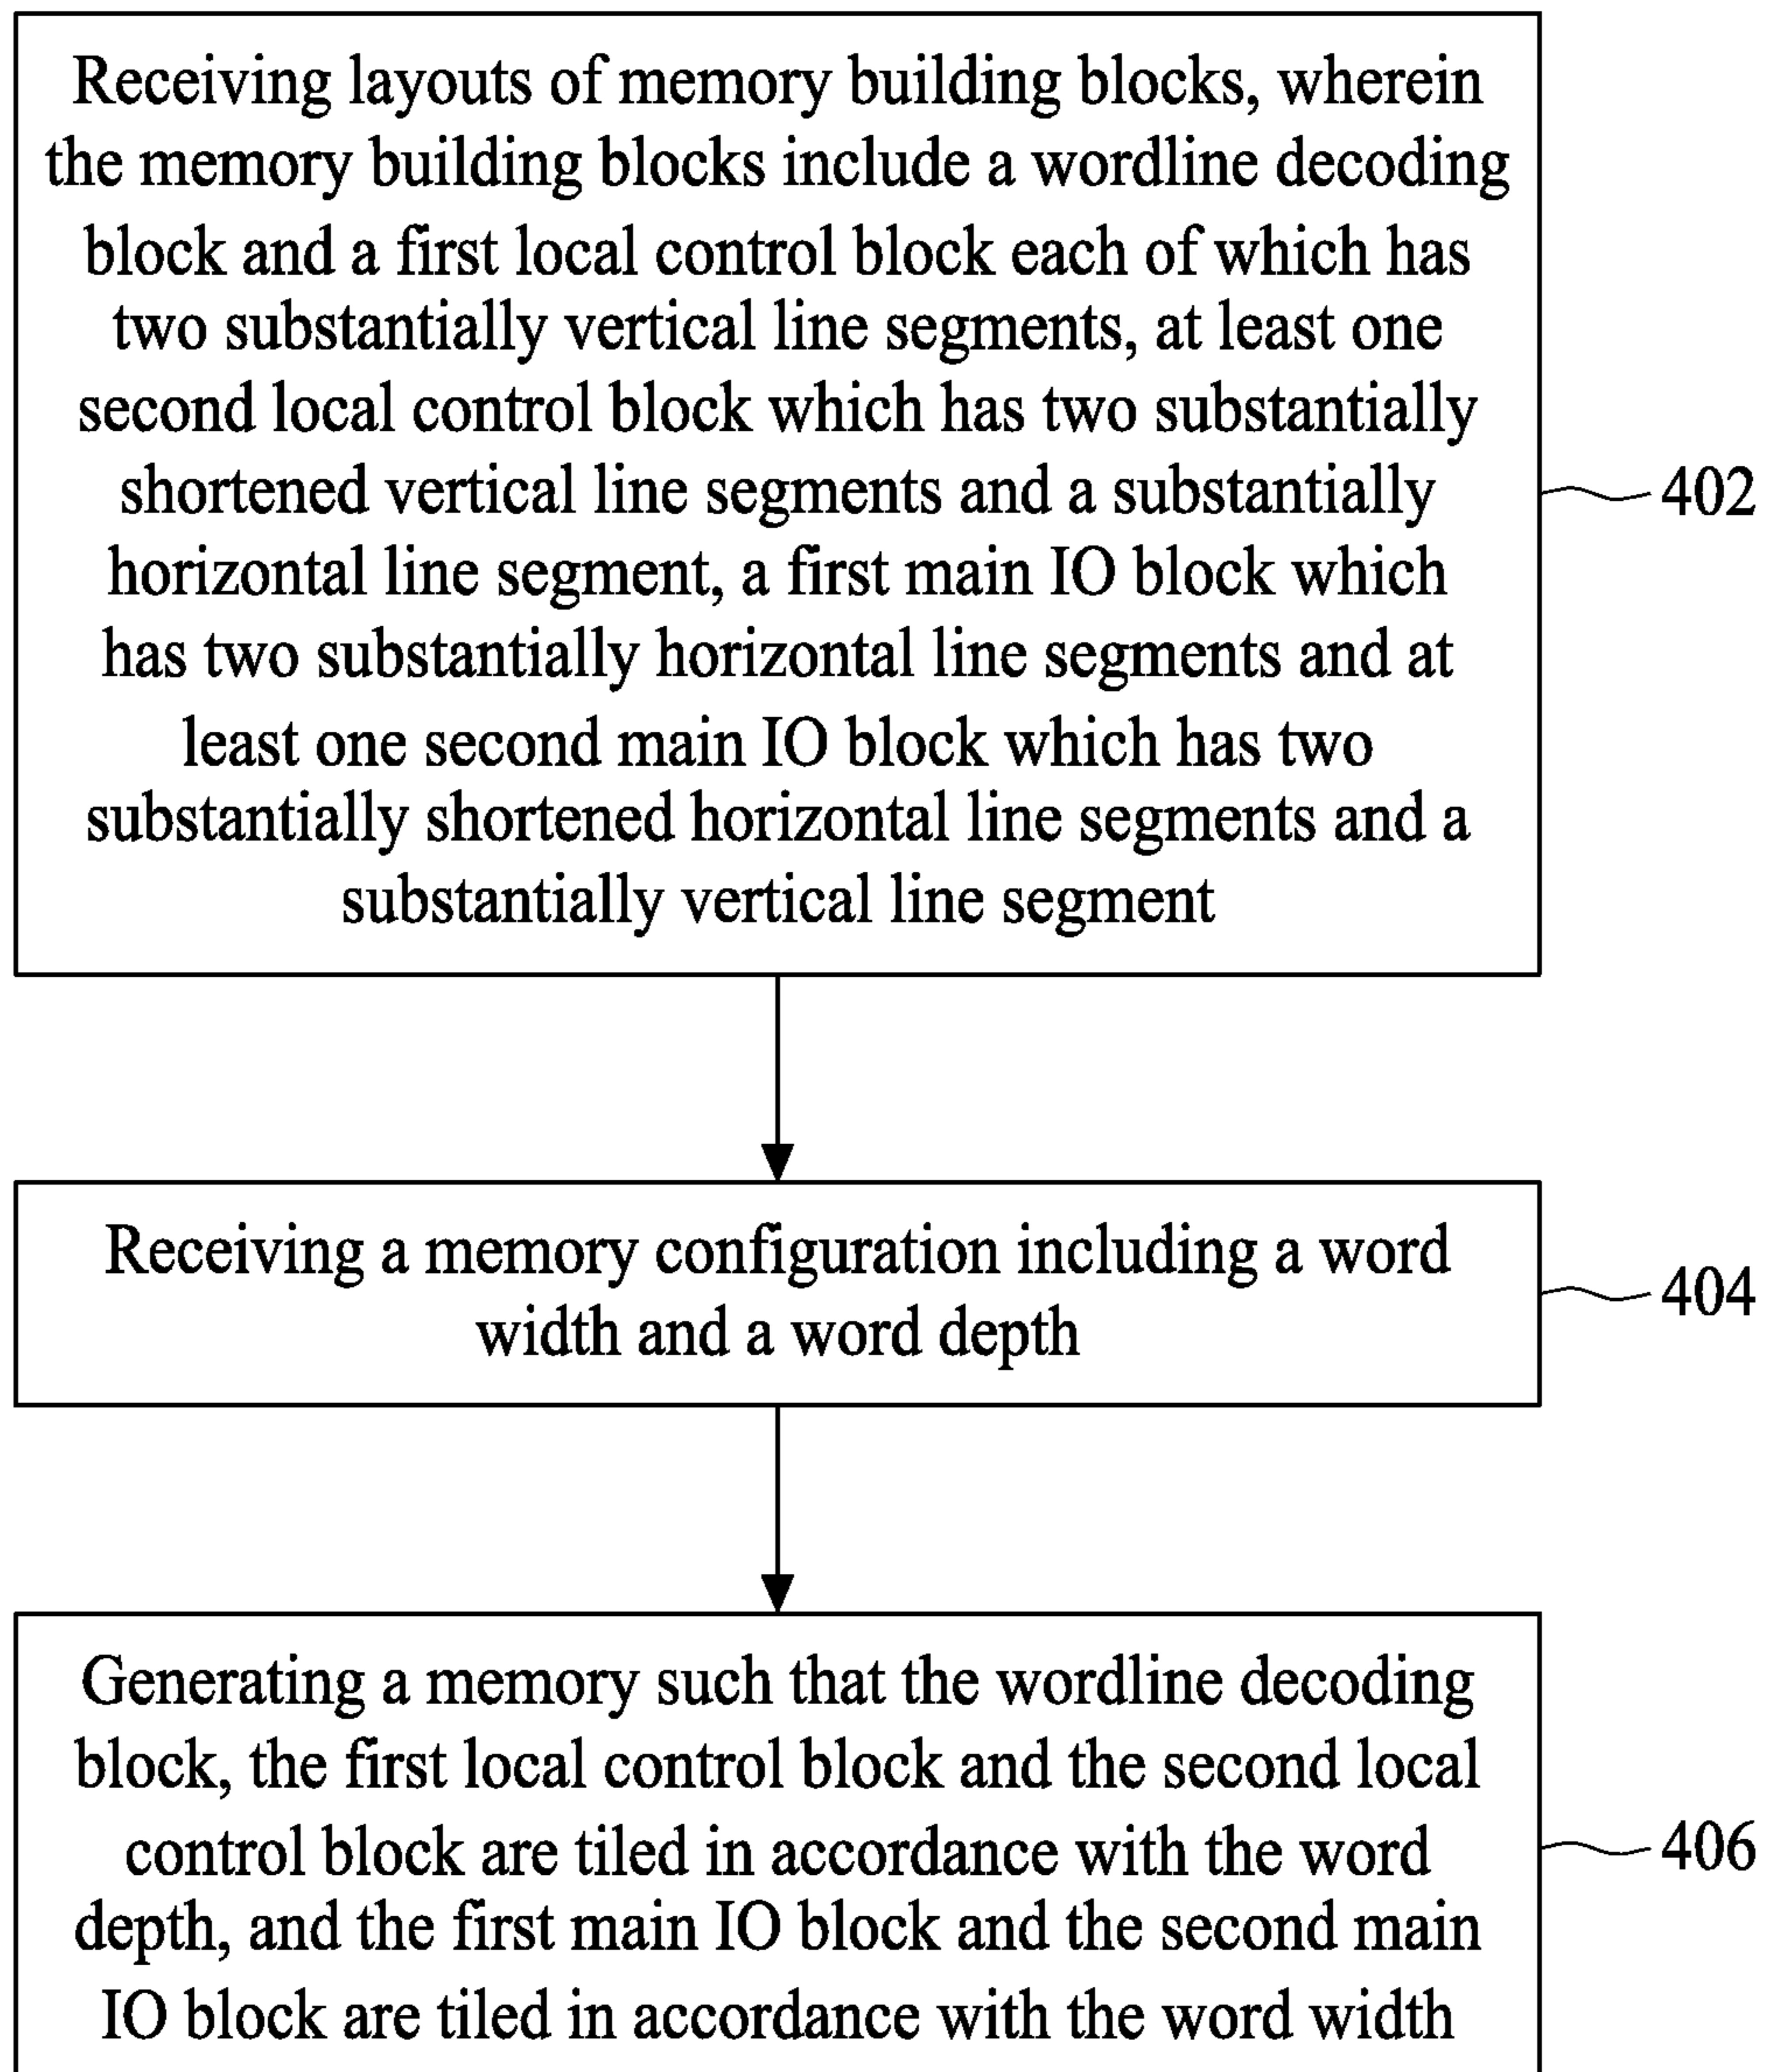 Receiving layouts of memory building blocks, wherein
the memory building blocks include a wordline decoding
block and a first local control block each of which has
two substantially vertical line segments, at least one
second local control block which has two substantially
shortened vertical line segments and a substantially
horizontal line segment, a first main IO block which
has two substantially horizontal line segments and at
least one second main IO block which has two
substantially shortened horizontal line segments and a
substantially vertical line segment
402
Receiving a memory configuration including a word
width and a word depth
404
Generating a memory such that the wordline decoding
block, the first local control block and the second local
control block are tiled in accordance with the word
depth, and the first main IO block and the second main
IO block are tiled in accordance with the word width
406